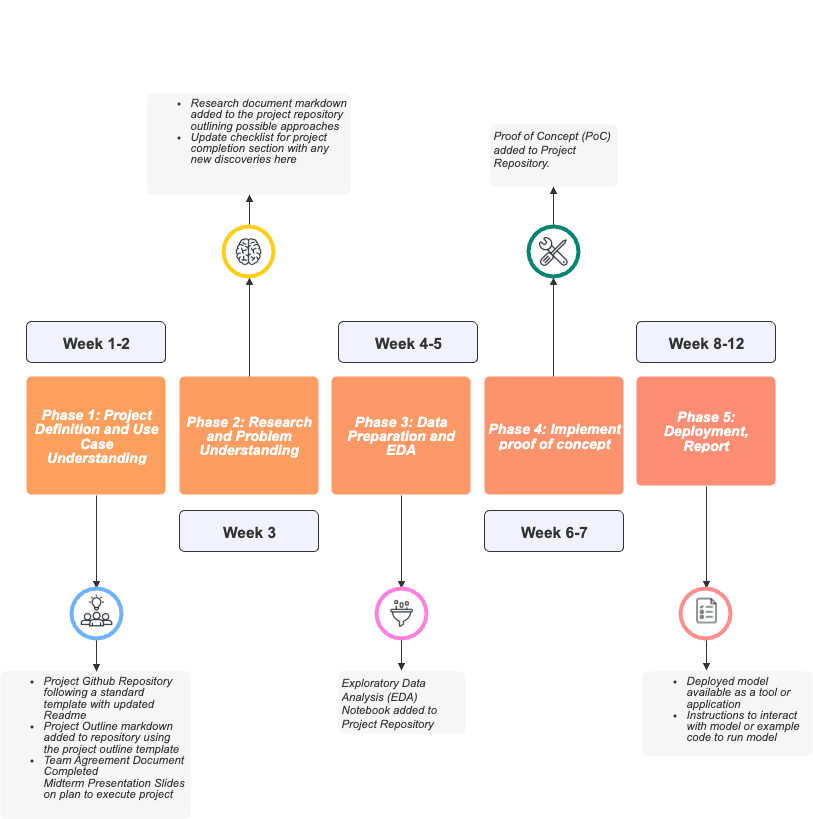 • Research document markdown
added to the project repository
outlining possible approaches
• Update checklist for project
completion section with any
new discoveries here
Proof of Concept (PoC)
added to Project
Repository.
Week 1-2
Week 4-5
Week 8-12
Phase 1: Project
Definition and Use
Case
Understanding
Phase 2: Research
and Problem
Understanding
Phase 3: Data
Preparation and
EDA
Phase 4: Implement
proof of concept
Phase 5:
Deployment,
Report
Week 3
Week 6-7
• Project Github Repository
following a standard
template with updated
Readme
• Project Outline markdown
added to repository using
the project outline template
• Team Agreement Document
Completed
Midterm Presentation Slides
on plan to execute project
Exploratory Data
Analysis (EDA)
Notebook added to
Project Repository
• Deployed model
available as a tool or
application
• Instructions to interact
with model or example
code to run model